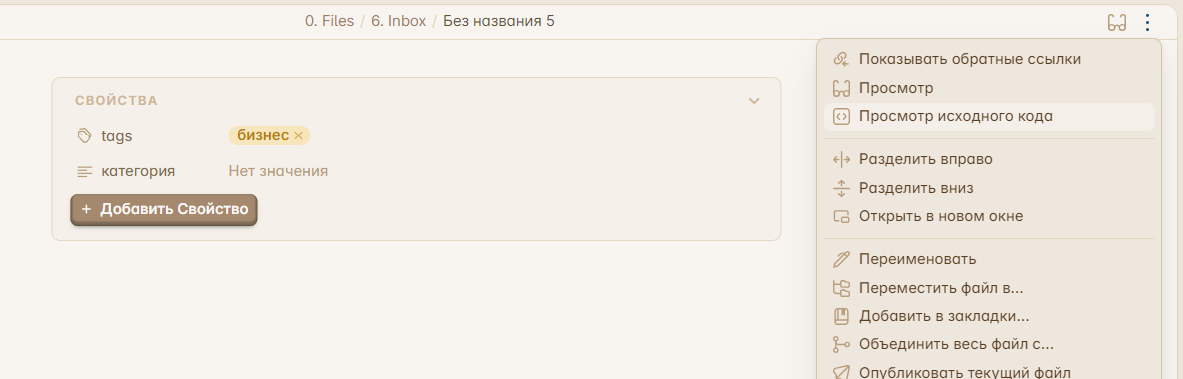 0. Files / 6. Inbox / Без названия 5
СВОЙСТВА
tags
бизнес ×
категория
Нет значения
+ Добавить Свойство
Показывать обратные ссылки
Просмотр
Просмотр исходного кода
Разделить вправо
Разделить вниз
Открыть в новом окне
Переименовать
Переместить файл в...
Добавить в закладки...
Объединить весь файл с...
Опубликовать текущий файл